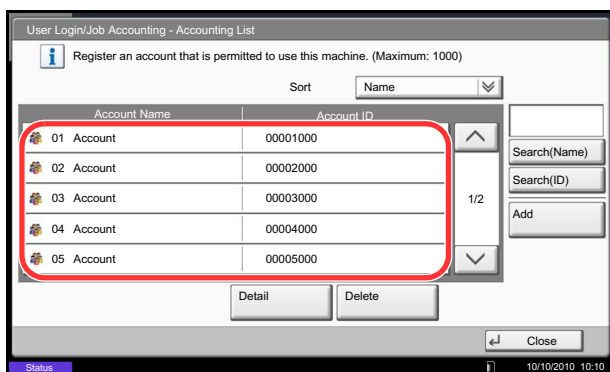 User Login/Job Accounting - Accounting List
i Register an account that is permitted to use this machine. (Maximum: 1000)
Sort Name
Account Name Account ID
01 Account 00001000
02 Account 00002000
03 Account 00003000
04 Account 00004000
05 Account 00005000
1/2
Search(Name)
Search(ID)
Add
Detail Delete
Close
Status 10/10/2010 10:10